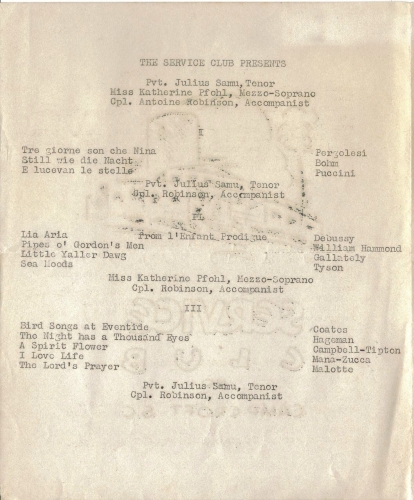 THE SERVICE CLUB PRESENTS
Pvt. Julius Samu,Tenor
Miss Katherine Pfohl, Mezzo-Soprano
Cpl. Antoine Robinson, Accompanist
I
Tre giorne son che Nina Pergolesi
Still wie die Nacht Bohm
E lucevan le stelle Puccini
Pvt. Julius Samu, Tenor
Cpl. Robinson, Accompanist
II
Lia Aria From l'Enfant Prodigue Debussy
Pipes o' Gordon's Men William Hammond
Little Yaller Dawg Gallately
Sea Moods Tyson
Miss Katherine Pfohl, Mezzo-Soprano
Cpl. Robinson, Accompanist
III
Bird Songs at Eventide Coates
The Night has a Thousand Eyes Hageman
A Spirit Flower Campbell-Tipton
I Love Life Mana-Zucca
The Lord's Prayer Malotte
Pvt. Julius Samu, Tenor
Cpl. Robinson, Accompanist
SERVICE
CLUB